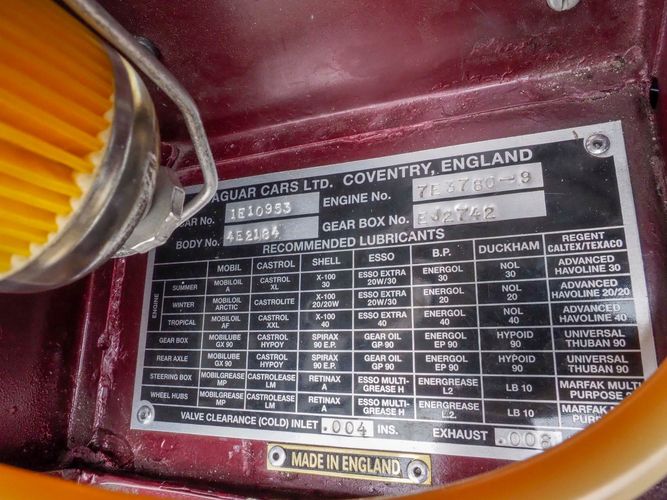 AGUAR CARS LTD. COVENTRY, ENGLAND
CAR No. 1E10953 ENGINE No. 7E3760-9
BODY No. 4E2184 GEAR BOX No. EJ2742
RECOMMENDED LUBRICANTS
MOBIL CASTROL SHELL ESSO B.P. DUCKHAM REGENT CALTEX/TEXACO
ENGINE
SUMMER MOBILOIL A CASTROL XL X-100 30 ESSO EXTRA 20W/30 ENERGOL 30 NOL 30 ADVANCED HAVOLINE 30
WINTER MOBILOIL ARCTIC CASTROLITE X-100 20/20W ESSO EXTRA 20W/30 ENERGOL 20 NOL 20 ADVANCED HAVOLINE 20/20
TROPICAL MOBILOIL AF CASTROL XXL X-100 40 ESSO EXTRA 40 ENERGOL 40 NOL 40 ADVANCED HAVOLINE 40
GEAR BOX MOBILUBE GX 90 CASTROL HYPOY SPIRAX 90 E.P. GEAR OIL GP 90 ENERGOL EP 90 HYPOID 90 UNIVERSAL THUBAN 90
REAR AXLE MOBILUBE GX 90 CASTROL HYPOY SPIRAX 90 E.P. GEAR OIL GP 90 ENERGOL EP 90 HYPOID 90 UNIVERSAL THUBAN 90
STEERING BOX MOBILGREASE MP CASTROLEASE LM RETINAX A ESSO MULTI-GREASE H ENERGREASE L2 LB 10 MARFAK MULTI PURPOSE
WHEEL HUBS MOBILGREASE MP CASTROLEASE LM RETINAX A ESSO MULTI-GREASE H ENERGREASE L2. LB 10 MARFAK
VALVE CLEARANCE (COLD) INLET .004 INS. EXHAUST .006
MADE IN ENGLAND